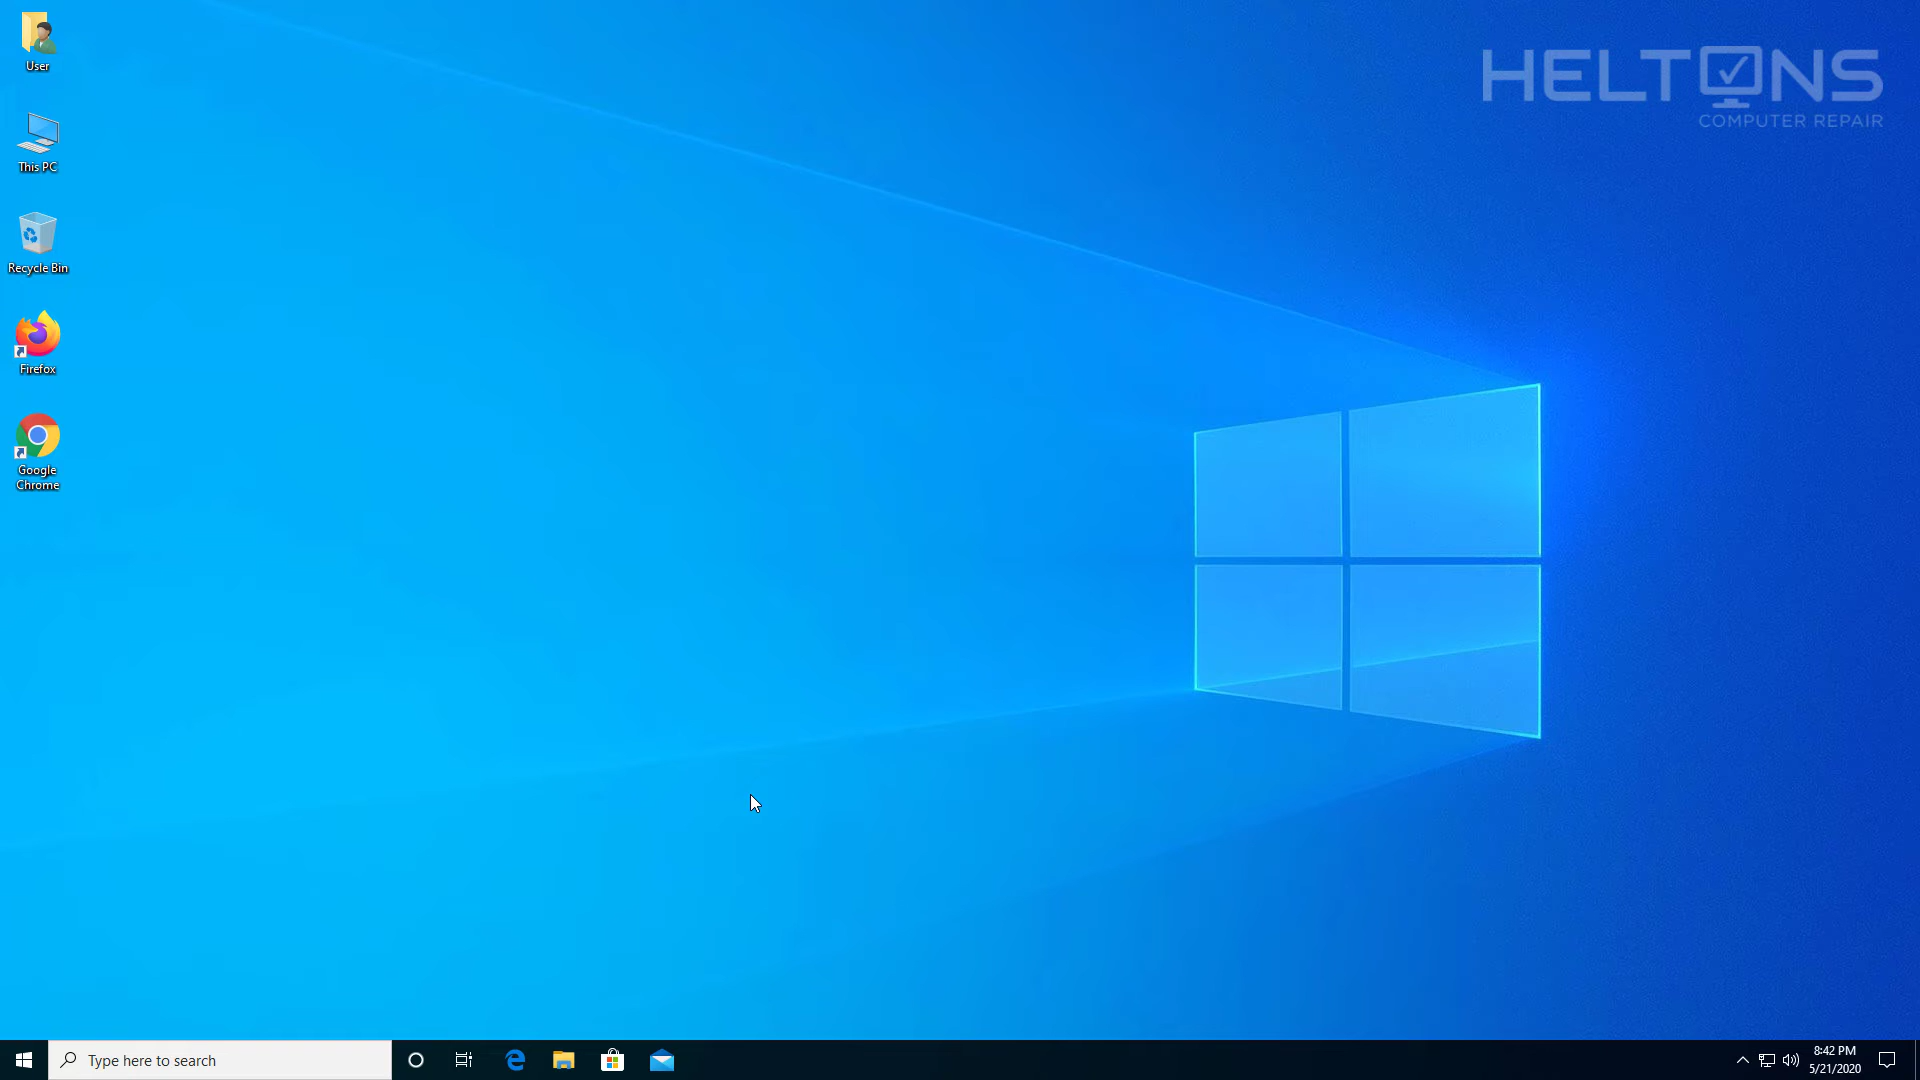 User
This PC
Recycle Bin
Firefox
Google
Chrome
HELTONS
COMPUTER REPAIR
Type here to search
8:42 PM
5/21/2020